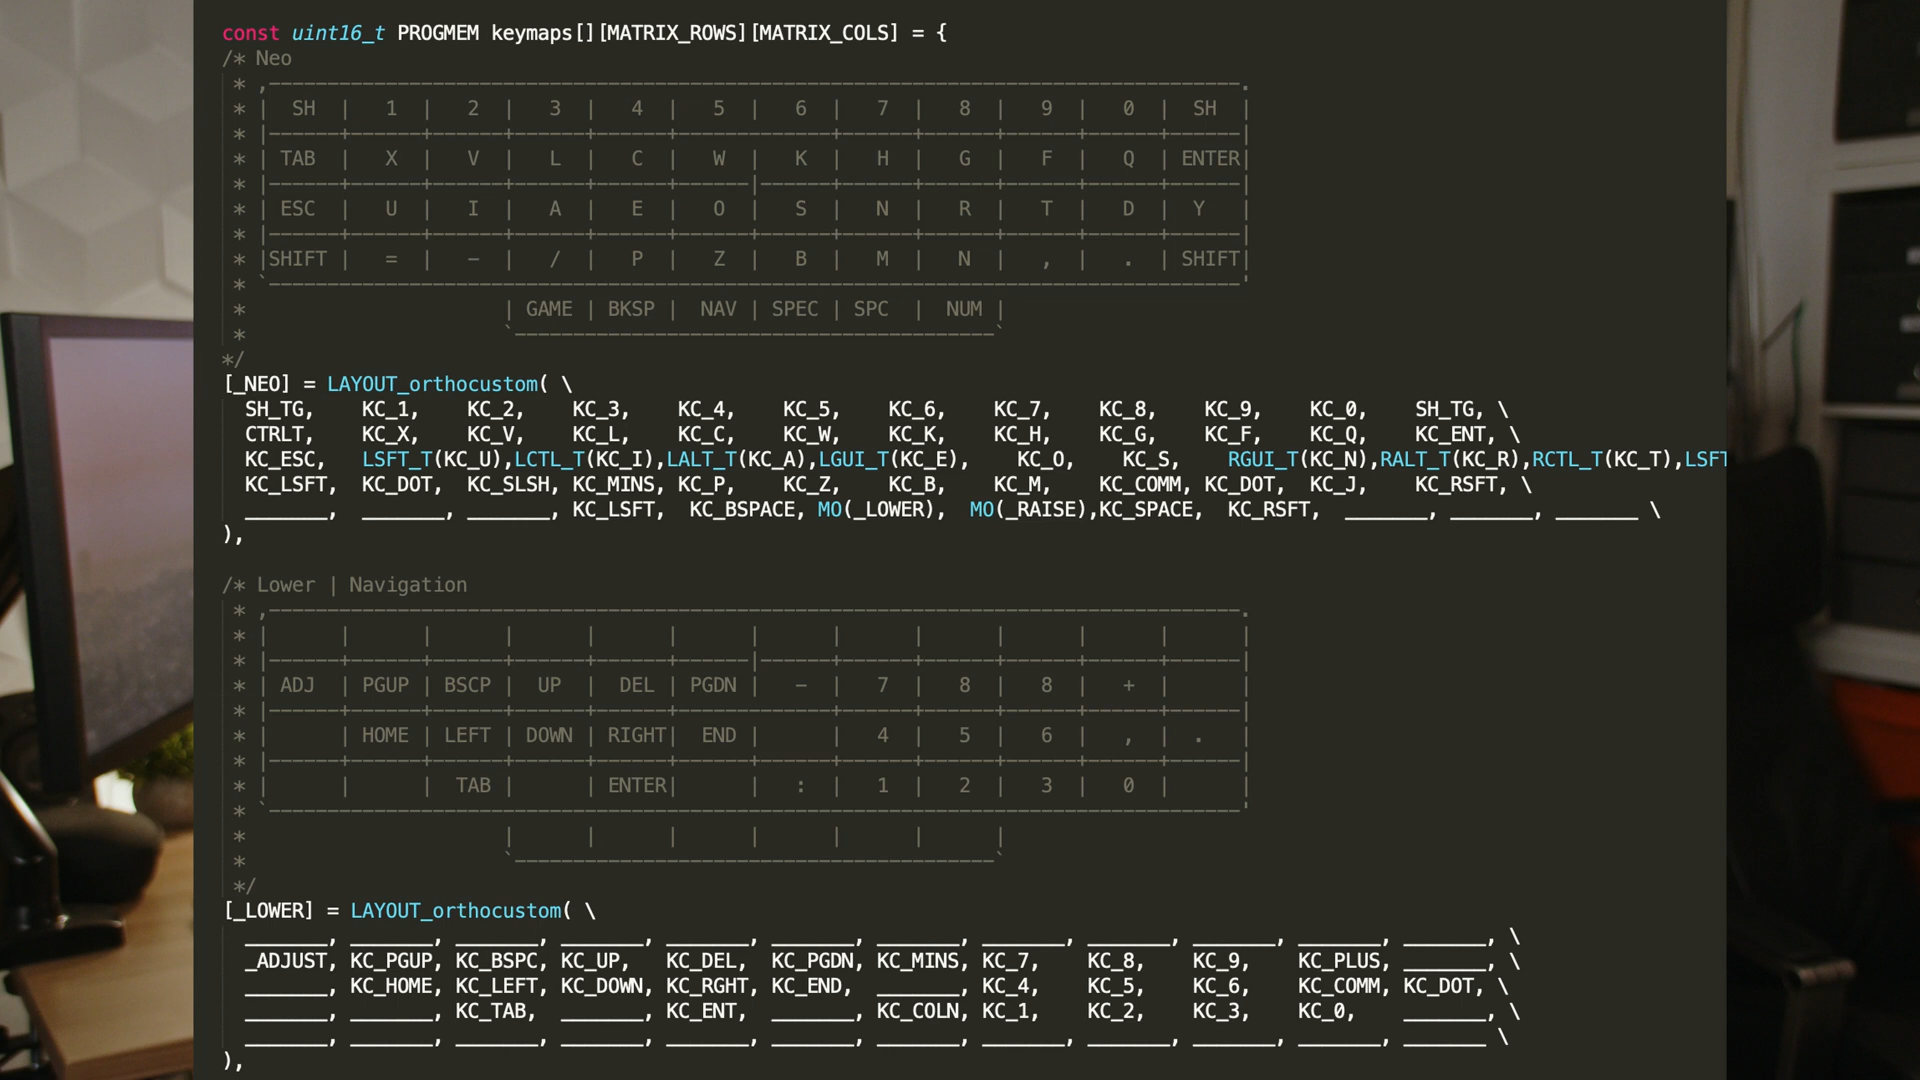 const uint16_t PROGMEM keymaps[][MATRIX_ROWS][MATRIX_COLS] = {
/* Neo
 * ,-----------------------------------------------------------------------------------.
 * |  SH  |   1  |   2  |   3  |   4  |   5  |   6  |   7  |   8  |   9  |   0  |  SH  |
 * |------+------+------+------+------+------+------+------+------+------+------+------|
 * | TAB  |   X  |   V  |   L  |   C  |   W  |   K  |   H  |   G  |   F  |   Q  | ENTER|
 * |------+------+------+------+------+------|------+------+------+------+------+------|
 * | ESC  |   U  |   I  |   A  |   E  |   O  |   S  |   N  |   R  |   T  |   D  |  Y   |
 * |------+------+------+------+------+------+------+------+------+------+------+------|
 * |SHIFT |   =  |   -  |   /  |   P  |   Z  |   B  |   M  |   N  |   ,  |   .  | SHIFT|
 * `-----------------------------------------------------------------------------------'
 *                      | GAME | BKSP |  NAV | SPEC | SPC  |  NUM |
 *                      `-----------------------------------------`
*/
[_NEO] = LAYOUT_orthocustom( \
  SH_TG,    KC_1,    KC_2,    KC_3,    KC_4,    KC_5,    KC_6,    KC_7,    KC_8,    KC_9,    KC_0,    SH_TG, \
  CTRLT,    KC_X,    KC_V,    KC_L,    KC_C,    KC_W,    KC_K,    KC_H,    KC_G,    KC_F,    KC_Q,    KC_ENT, \
  KC_ESC,   LSFT_T(KC_U),LCTL_T(KC_I),LALT_T(KC_A),LGUI_T(KC_E),    KC_O,    KC_S,    RGUI_T(KC_N),RALT_T(KC_R),RCTL_T(KC_T),LSFT
  KC_LSFT,  KC_DOT,  KC_SLSH, KC_MINS, KC_P,    KC_Z,    KC_B,    KC_M,    KC_COMM, KC_DOT,  KC_J,    KC_RSFT, \
  _______,  _______, _______, KC_LSFT,  KC_BSPACE, MO(_LOWER),  MO(_RAISE),KC_SPACE,  KC_RSFT,  _______, _______, _______ \
),
/* Lower | Navigation
 * ,-----------------------------------------------------------------------------------.
 * |      |      |      |      |      |      |      |      |      |      |      |      |
 * |------+------+------+------+------+------|------+------+------+------+------+------|
 * | ADJ  | PGUP | BSCP |  UP  |  DEL | PGDN |   -  |   7  |   8  |   8  |   +  |      |
 * |------+------+------+------+------+------+------+------+------+------+------+------|
 * |      | HOME | LEFT | DOWN | RIGHT|  END |      |   4  |   5  |   6  |   ,  |  .   |
 * |------+------+------+------+------+------+------+------+------+------+------+------|
 * |      |      |  TAB |      | ENTER|      |   :  |   1  |   2  |   3  |   0  |      |
 * `-----------------------------------------------------------------------------------'
 *                      |      |      |      |      |      |      |
 *                      `-----------------------------------------`
 */
[_LOWER] = LAYOUT_orthocustom( \
  _______, _______, _______, _______, _______, _______, _______, _______, _______, _______, _______, _______, \
  _ADJUST, KC_PGUP, KC_BSPC, KC_UP,   KC_DEL,  KC_PGDN, KC_MINS, KC_7,    KC_8,    KC_9,    KC_PLUS, _______, \
  _______, KC_HOME, KC_LEFT, KC_DOWN, KC_RGHT, KC_END,  _______, KC_4,    KC_5,    KC_6,    KC_COMM, KC_DOT, \
  _______, _______, KC_TAB,  _______, KC_ENT,  _______, KC_COLN, KC_1,    KC_2,    KC_3,    KC_0,    _______, \
  _______, _______, _______, _______, _______, _______, _______, _______, _______, _______, _______, _______ \
),